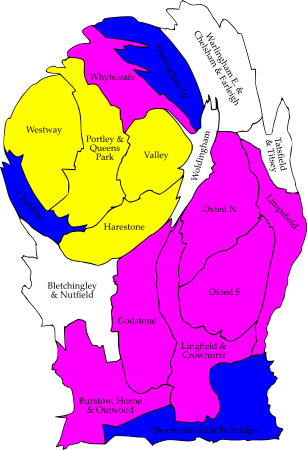 Warlingham E.
& Chelsham & Farleigh
Warlingham W.
Whyteleafe
Westway
Portley &
Queens
Park
Valley
Woldingham
Tatsfield
& Titsey
Chaldon
Harestone
Oxted N.
Limpsfield
Bletchingley
& Nutfield
Godstone
Oxted S.
Lingfield &
Crowhurst
Burstow, Horne
& Outwood
Dormansland & Felbridge